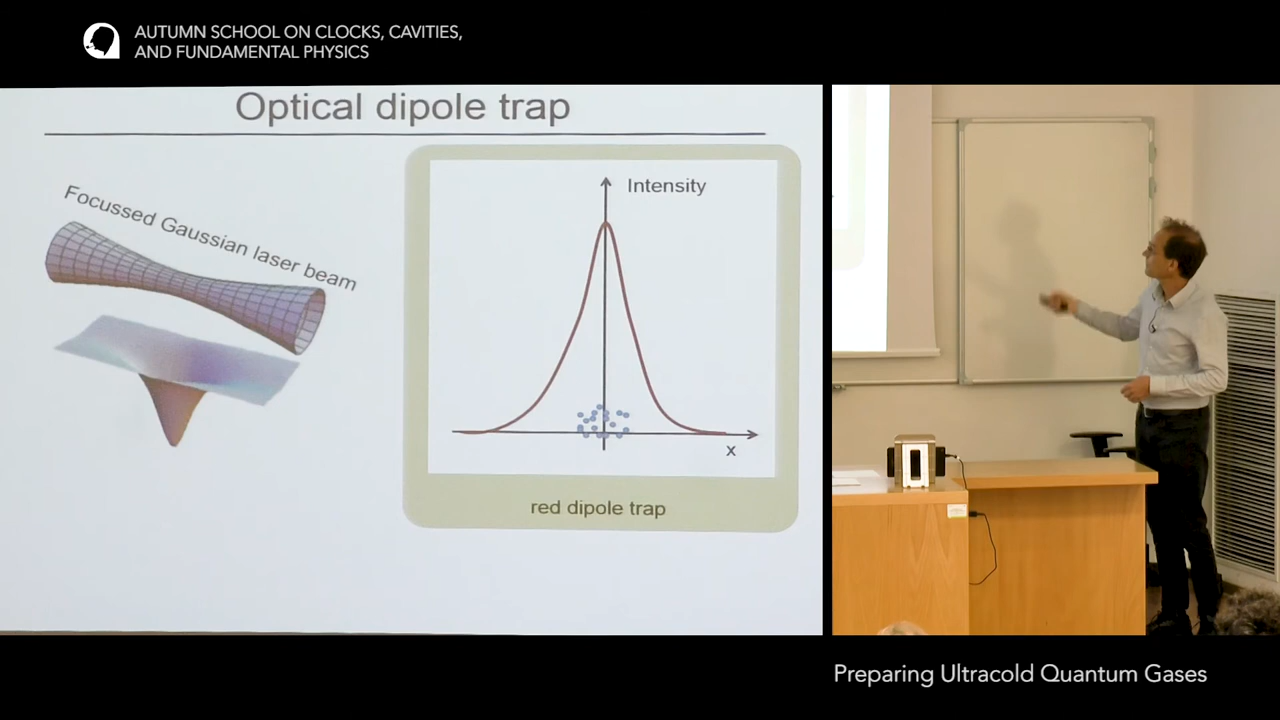 AUTUMN SCHOOL ON CLOCKS, CAVITIES,
AND FUNDAMENTAL PHYSICS
Optical dipole trap
Focussed Gaussian laser beam
Intensity
x
red dipole trap
Preparing Ultracold Quantum Gases